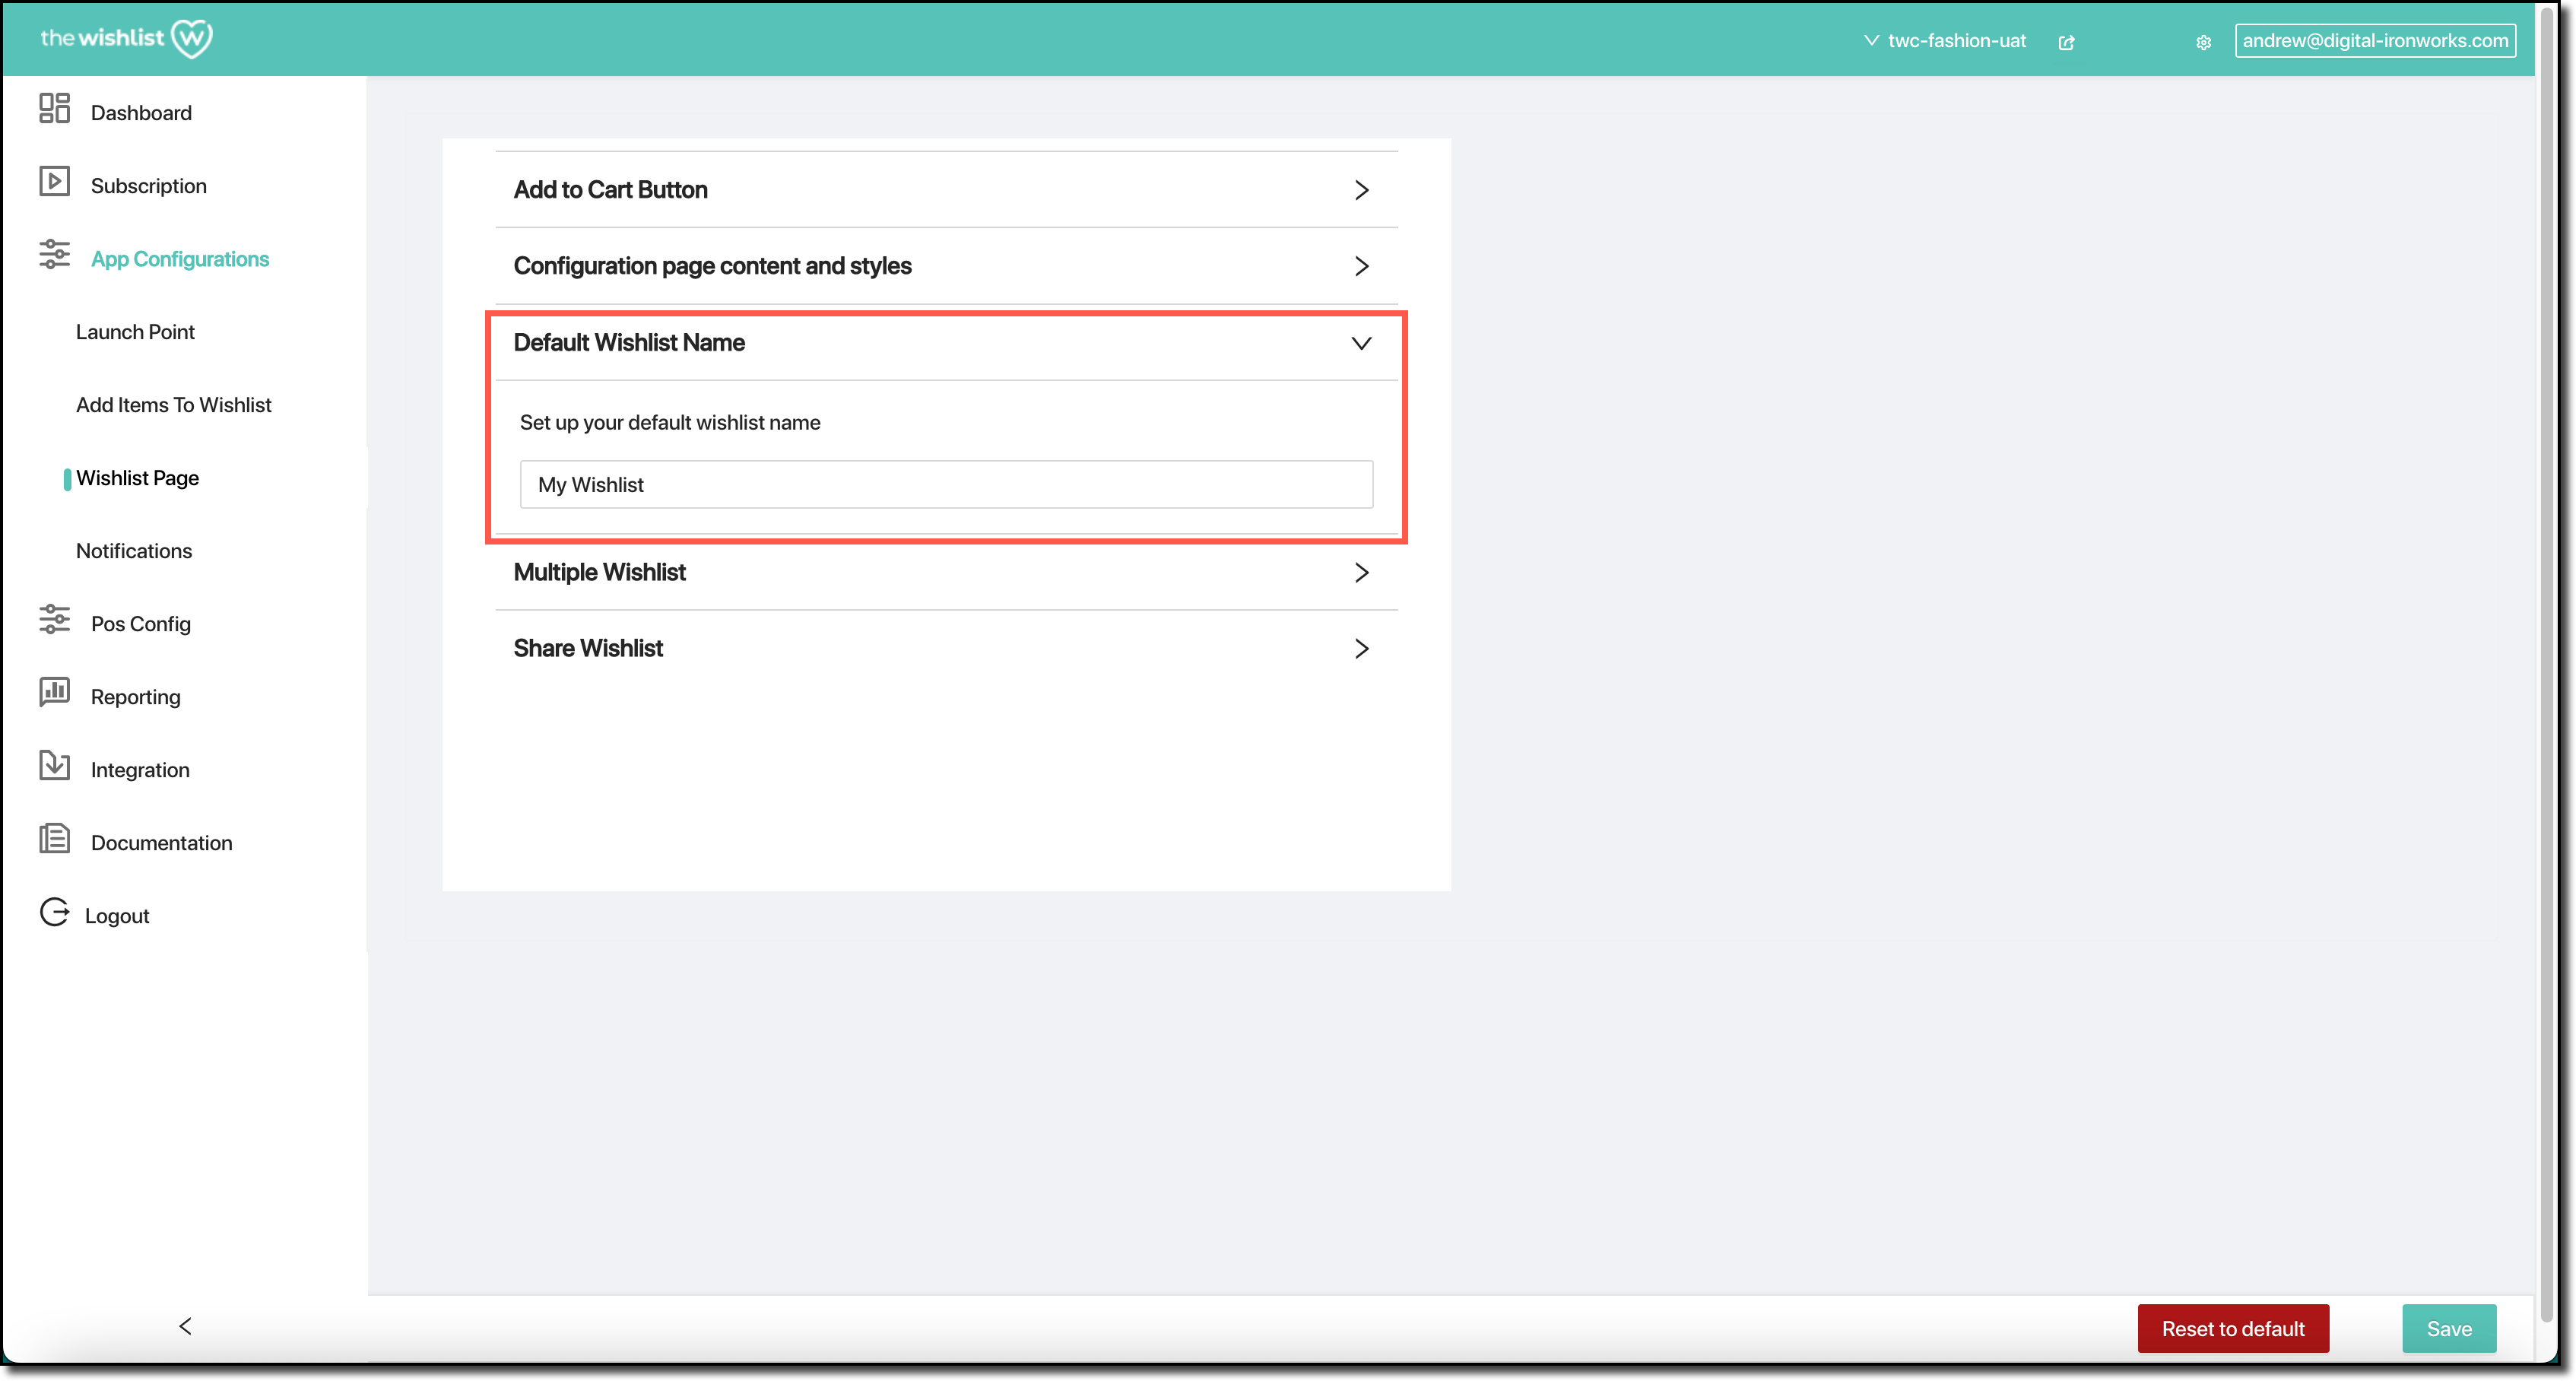 the wishlist W
twc-fashion-uat
andrew@digital-ironworks.com
Dashboard
Subscription
App Configurations
Launch Point
Add Items To Wishlist
Wishlist Page
Notifications
Pos Config
Reporting
Integration
Documentation
Logout
Add to Cart Button
Configuration page content and styles
Default Wishlist Name
Set up your default wishlist name
My Wishlist
Multiple Wishlist
Share Wishlist
Reset to default
Save